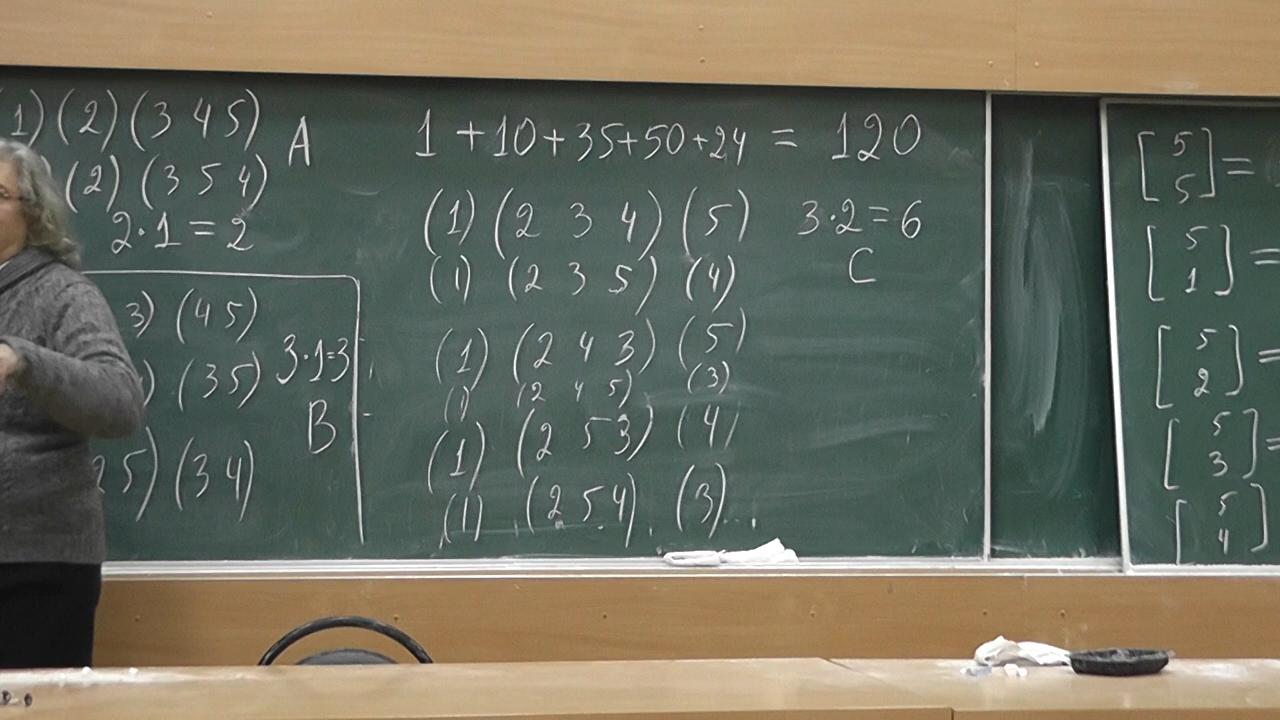 1) (2) (3 4 5) A
(2) (3 5 4)
2·1 = 2
3) (4 5)
) (3 5) 3·1=3
B
2 5) (3 4)
1 + 10 + 35 + 50 + 24 = 120
(1) (2 3 4) (5) 3·2 = 6
(1) (2 3 5) (4) C
(1) (2 4 3) (5)
(1) (2 4 5) (3)
(1) (2 5 3) (4)
(1) (2 5 4) (3)
[5 5] =
[5 1] =
[5 2] =
[5 3] =
[5 4]